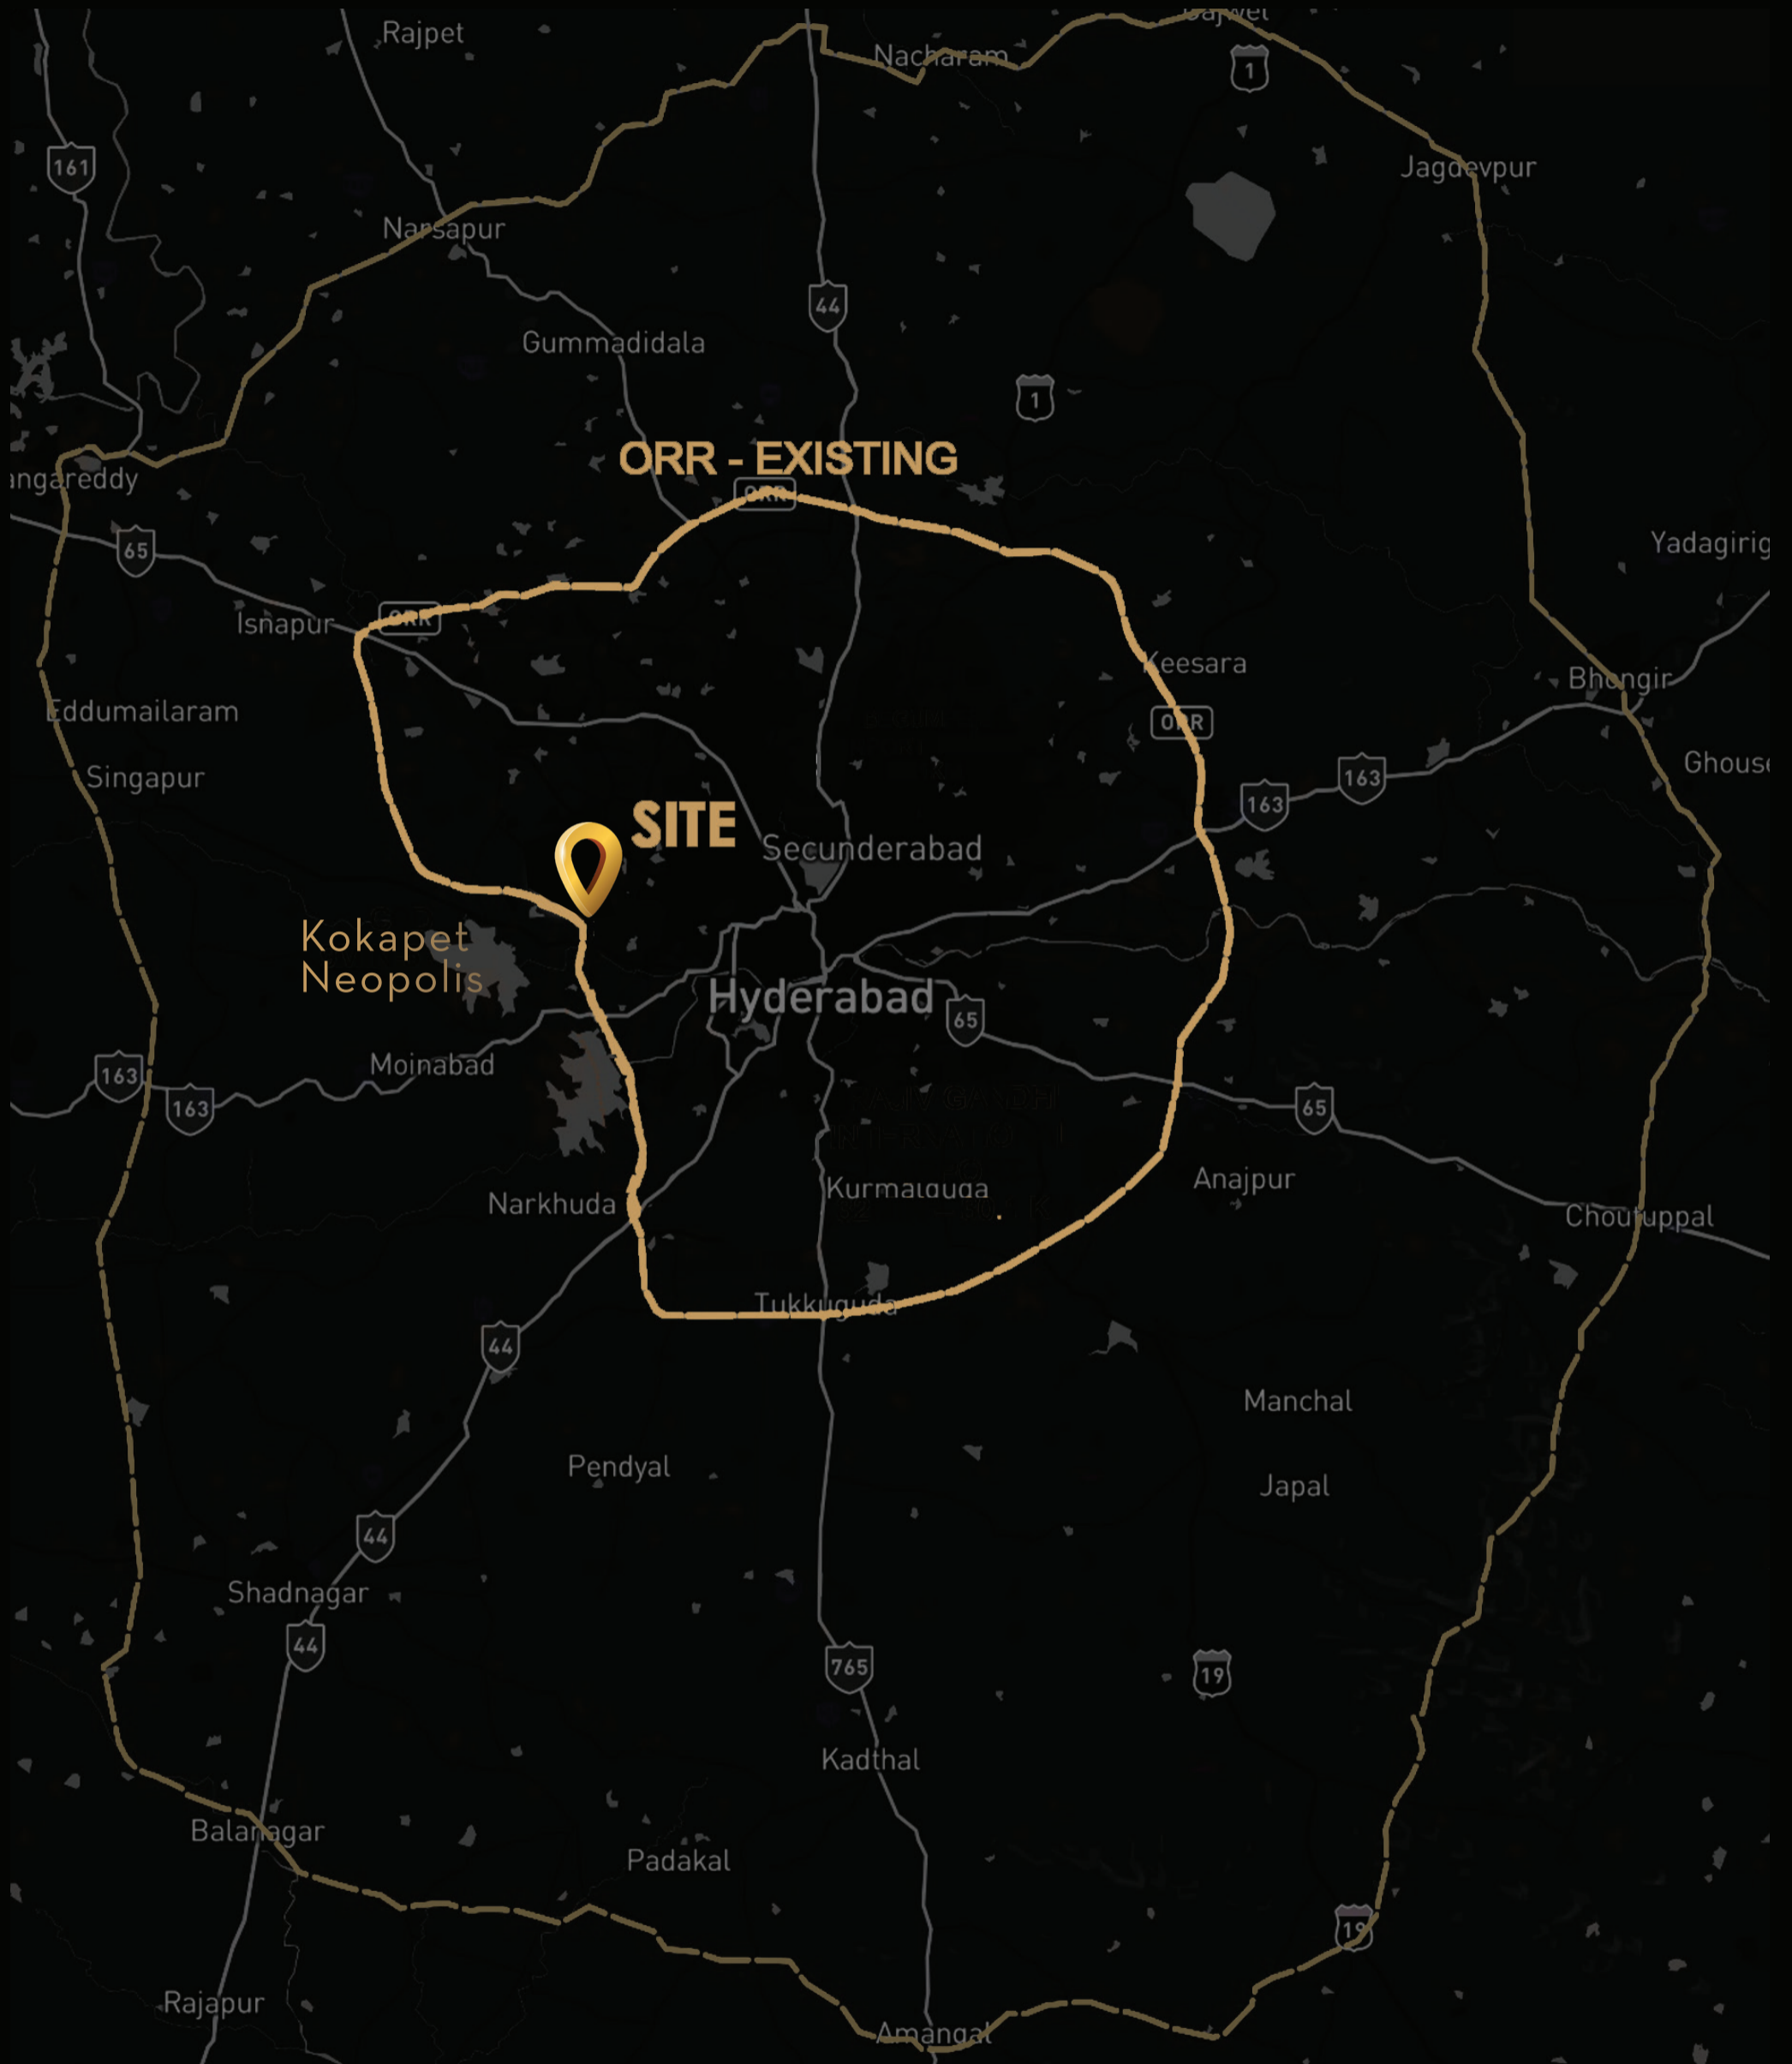 Rajpet
Nacharam
1
161
Jagdevpur
Narsapur
44
Gummadidala
1
ORR - EXISTING
ORR
angareddy
65
Yadagirig
ORR
Isnapur
Keesara
Bhongir
Eddumailaram
ORR
Singapur
163
Ghouse
163
SITE
Secunderabad
Kokapet
Neopolis
Hyderabad
65
Moinabad
163
163
65
Anajpur
Narkhuda
Choutuppal
Tukkuguda
44
Manchal
Pendyal
Japal
44
Shadnagar
44
765
19
Kadthal
Balanagar
Padakal
19
Rajapur
Amangal